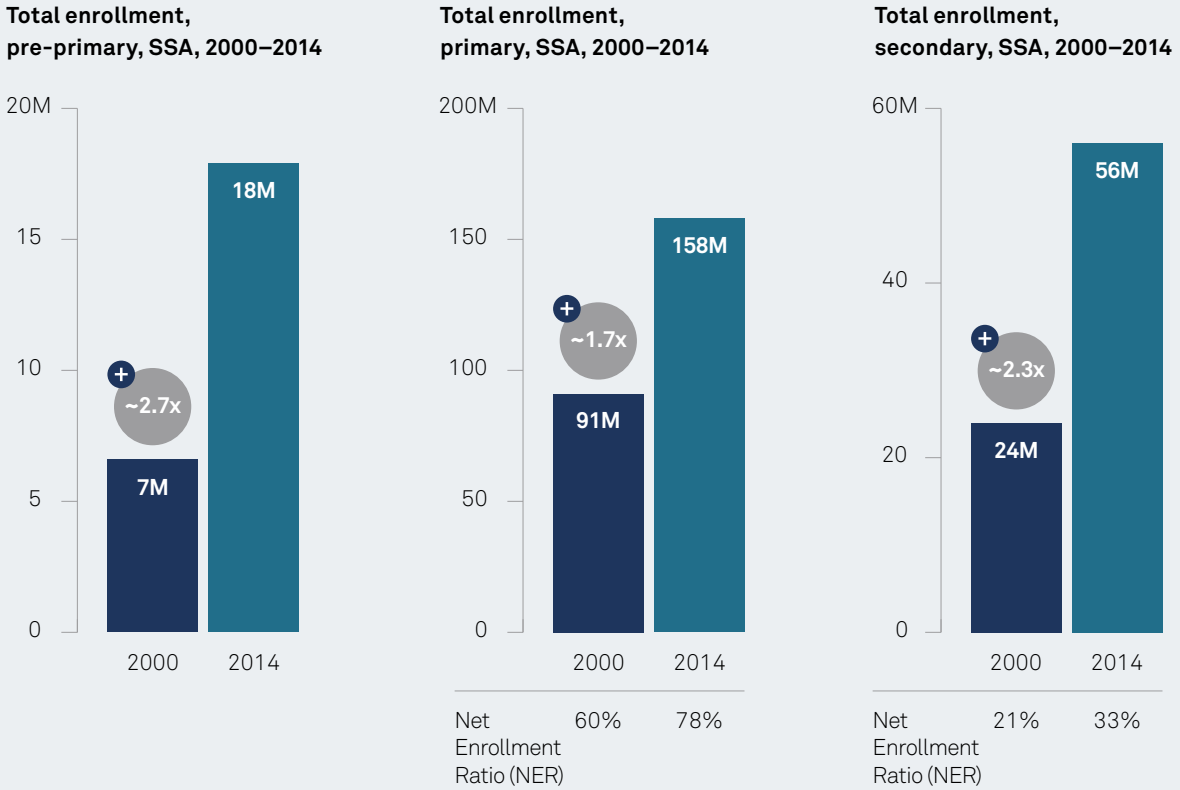 Total enrollment,
pre-primary, SSA, 2000–2014
20M
15
10
5
0
18M
+
~2.7x
7M
2000 2014
Total enrollment,
primary, SSA, 2000–2014
200M
150
100
50
0
158M
+
~1.7x
91M
2000 2014
Net 60% 78%
Enrollment
Ratio (NER)
Total enrollment,
secondary, SSA, 2000–2014
60M
40
20
0
56M
+
~2.3x
24M
2000 2014
Net 21% 33%
Enrollment
Ratio (NER)